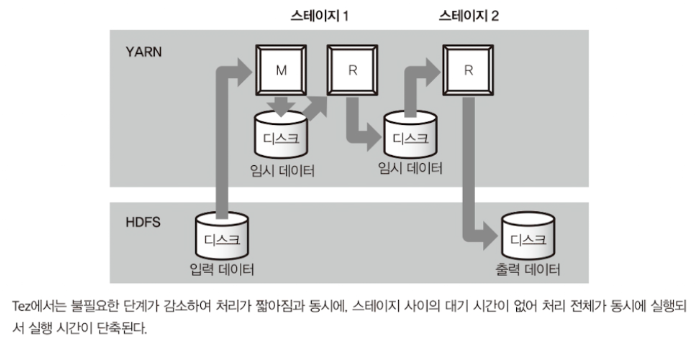 스테이지 1
스테이지 2
YARN
M
R
R
디스크
디스크
임시 데이터
임시 데이터
HDFS
디스크
디스크
입력 데이터
출력 데이터
Tez에서는 불필요한 단계가 감소하여 처리가 짧아짐과 동시에, 스테이지 사이의 대기 시간이 없어 처리 전체가 동시에 실행되
서 실행 시간이 단축된다.